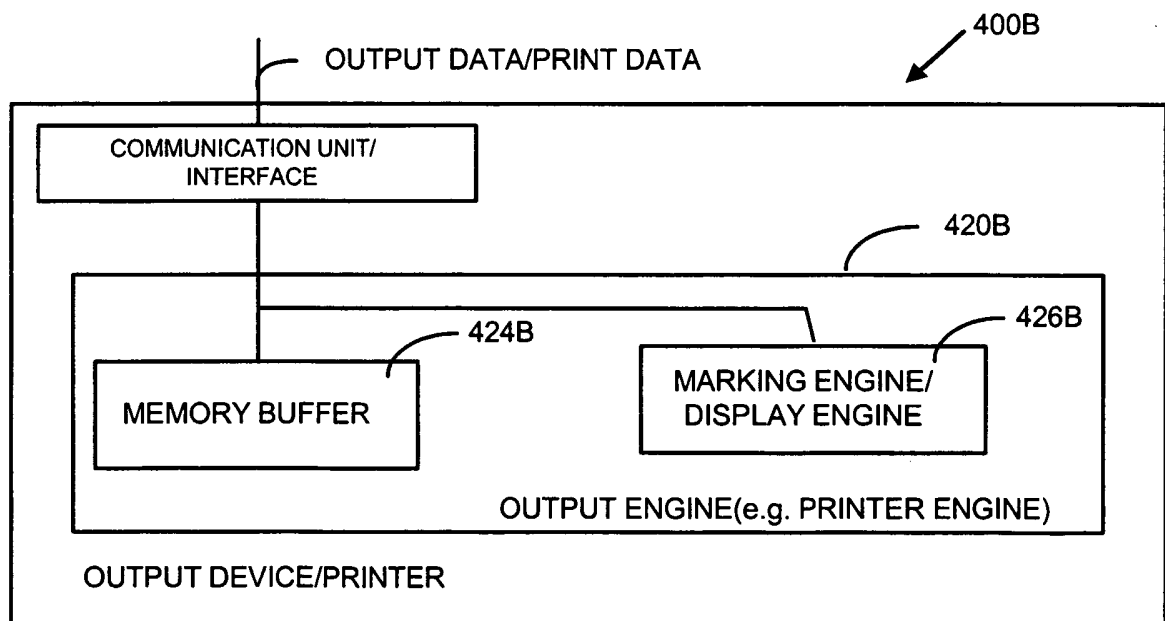 400B
OUTPUT DATA/PRINT DATA
COMMUNICATION UNIT/
INTERFACE
420B
424B
426B
MEMORY BUFFER
MARKING ENGINE/
DISPLAY ENGINE
OUTPUT ENGINE(e.g. PRINTER ENGINE)
OUTPUT DEVICE/PRINTER